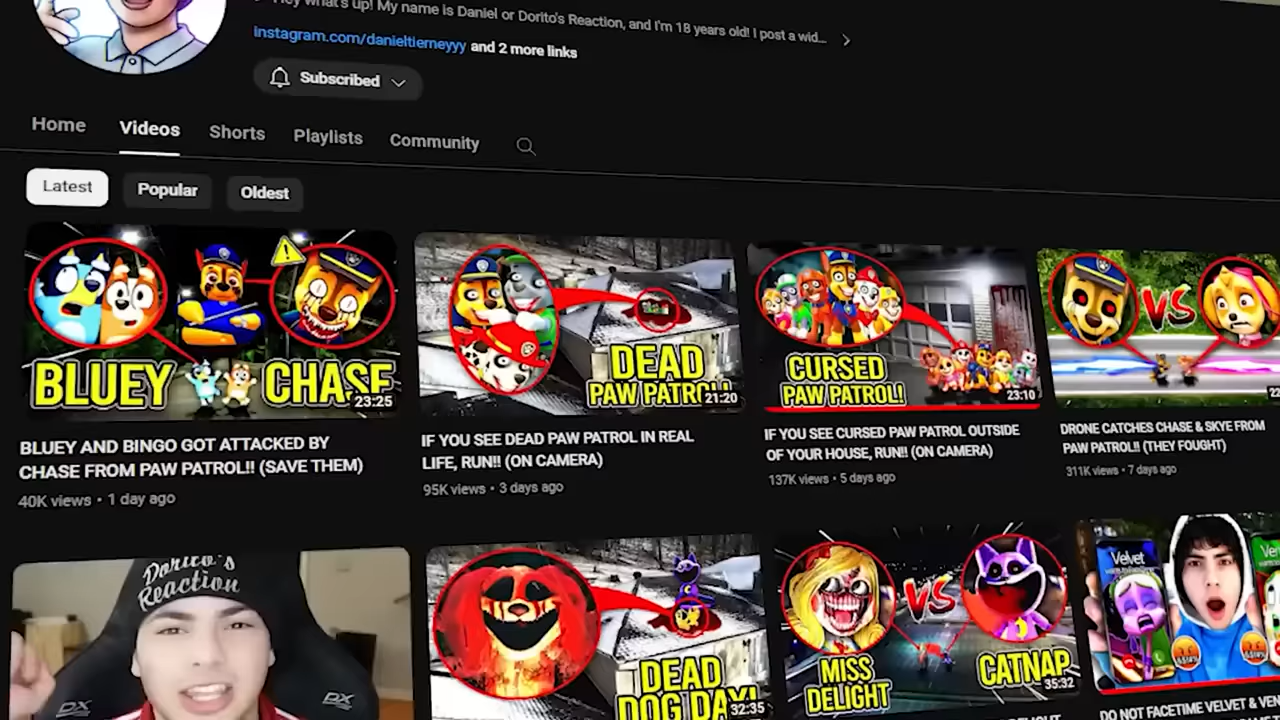 Hey what's up! My name is Daniel or Dorito's Reaction, and I'm 18 years old! I post a wid...
instagram.com/danieltierneyyy and 2 more links
Subscribed
Home Videos Shorts Playlists Community
Latest Popular Oldest
BLUEY CHASE
23:25
DEAD
PAW PATROL!
21:20
CURSED
PAW PATROL!
23:10
VS
BLUEY AND BINGO GOT ATTACKED BY
CHASE FROM PAW PATROL!! (SAVE THEM)
40K views • 1 day ago
IF YOU SEE DEAD PAW PATROL IN REAL
LIFE, RUN!! (ON CAMERA)
95K views • 3 days ago
IF YOU SEE CURSED PAW PATROL OUTSIDE
OF YOUR HOUSE, RUN!! (ON CAMERA)
137K views • 5 days ago
DRONE CATCHES CHASE & SKYE FROM
PAW PATROL!! (THEY FOUGHT)
311K views • 7 days ago
Dorito's
Reaction
DX
DX
DEAD
DOG DAY!
32:35
VS
MISS
DELIGHT
CATNAP
35:32
Velvet
DO NOT FACETIME VELVET &